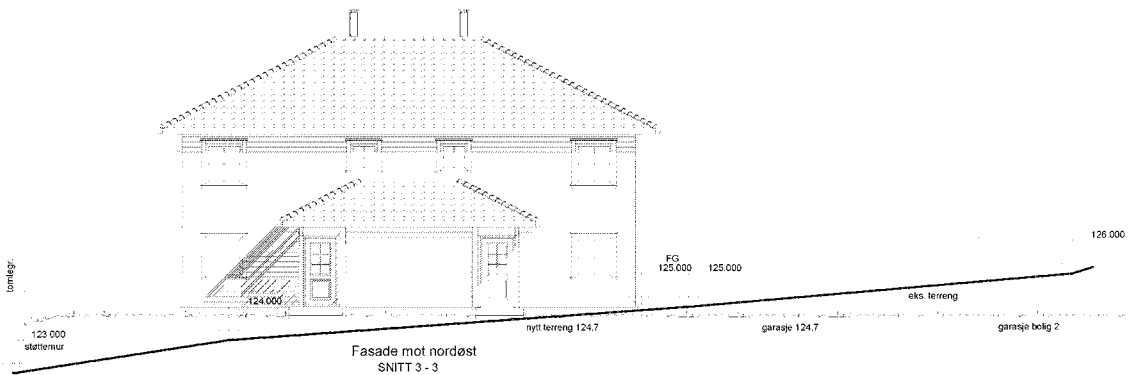 tomtegr.
126.000
FG
125.000 125.000
124.000
eks. terreng
123 000
støttemur
nytt terreng 124,7
garasje 124,7
garasje bolig 2
Fasade mot nordøst
SNITT 3 - 3